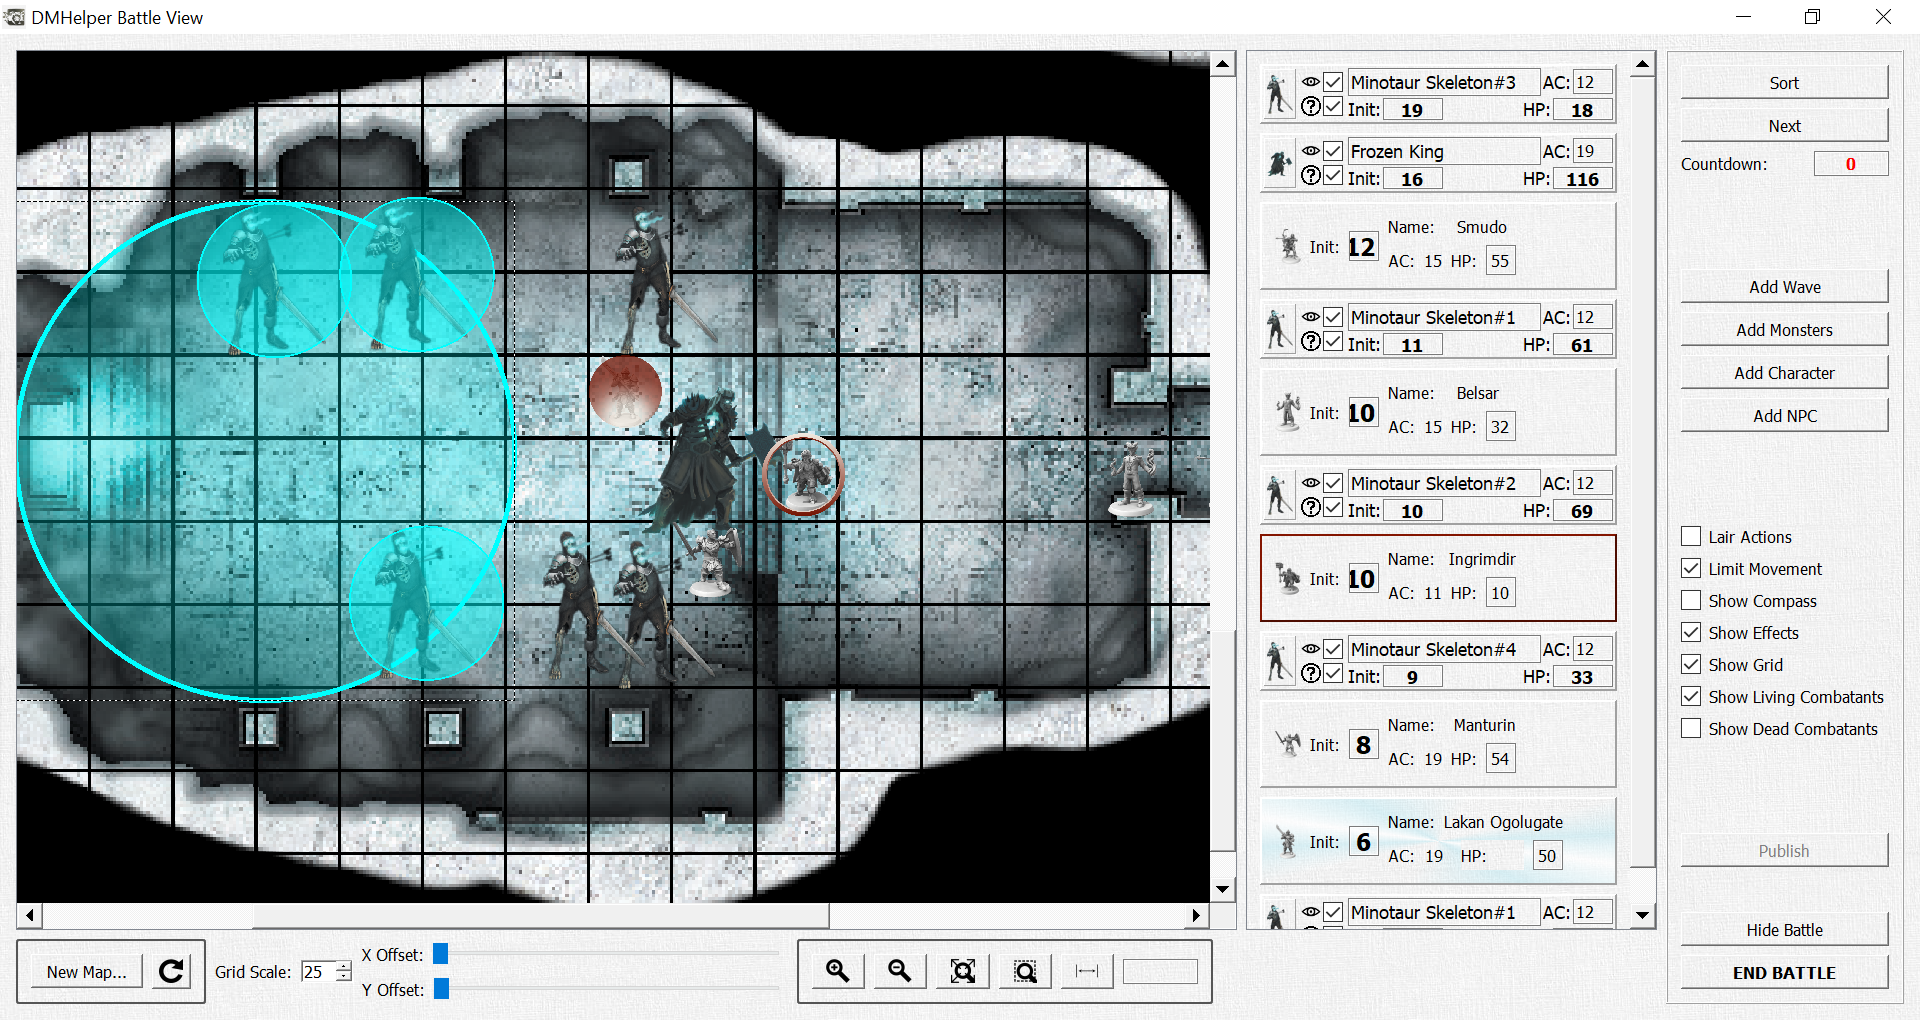 DMHelper Battle View
Minotaur Skeleton#3 AC: 12
Init: 19 HP: 18
Frozen King AC: 19
Init: 16 HP: 116
Name: Smudo
Init: 12
AC: 15 HP: 55
Minotaur Skeleton#1 AC: 12
Init: 11 HP: 61
Name: Belsar
Init: 10
AC: 15 HP: 32
Minotaur Skeleton#2 AC: 12
Init: 10 HP: 69
Name: Ingrimdir
Init: 10
AC: 11 HP: 10
Minotaur Skeleton#4 AC: 12
Init: 9 HP: 33
Name: Manturin
Init: 8
AC: 19 HP: 54
Name: Lakan Ogolugate
Init: 6
AC: 19 HP: 50
Minotaur Skeleton#1 AC: 12
Sort
Next
Countdown: 0
Add Wave
Add Monsters
Add Character
Add NPC
Lair Actions
Limit Movement
Show Compass
Show Effects
Show Grid
Show Living Combatants
Show Dead Combatants
Publish
Hide Battle
END BATTLE
New Map...
Grid Scale: 25
X Offset:
Y Offset: